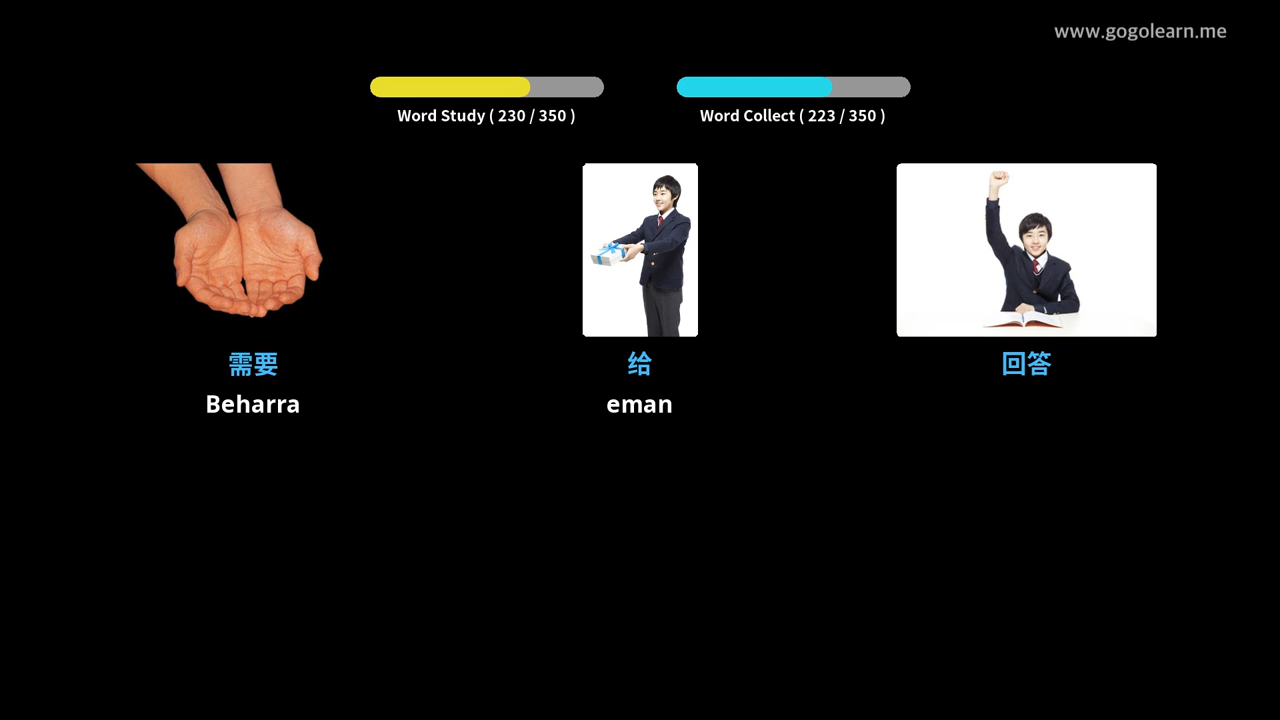 www.gogolearn.me
Word Study ( 230 / 350 )
Word Collect ( 223 / 350 )
需要
给
回答
Beharra
eman